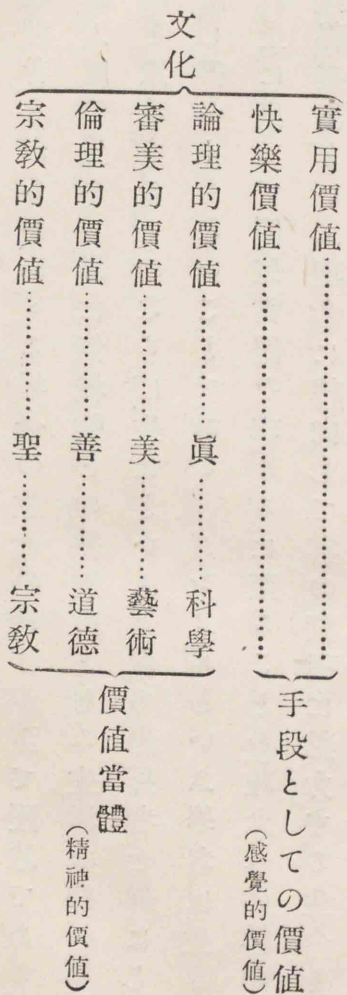 文化
實用價値
快樂價値
論理的價値………眞………科學
審美的價値………美………藝術
倫理的價値………善………道德
宗敎的價値………聖………宗敎
手段としての價値
(感覺的價値)
價値當體
(精神的價値)